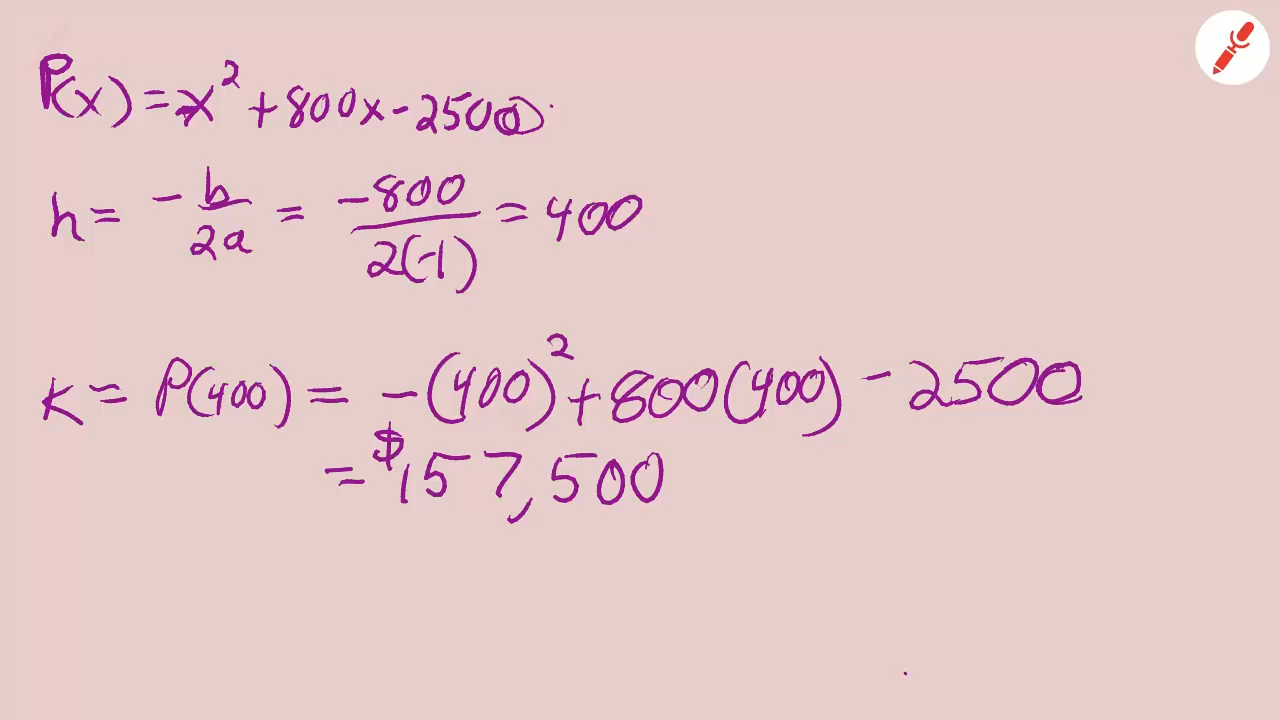 P(x) = -x² + 800x - 2500
h = -b/2a = -800/2(-1) = 400
K = P(400) = -(400)² + 800(400) - 2500
= $157,500